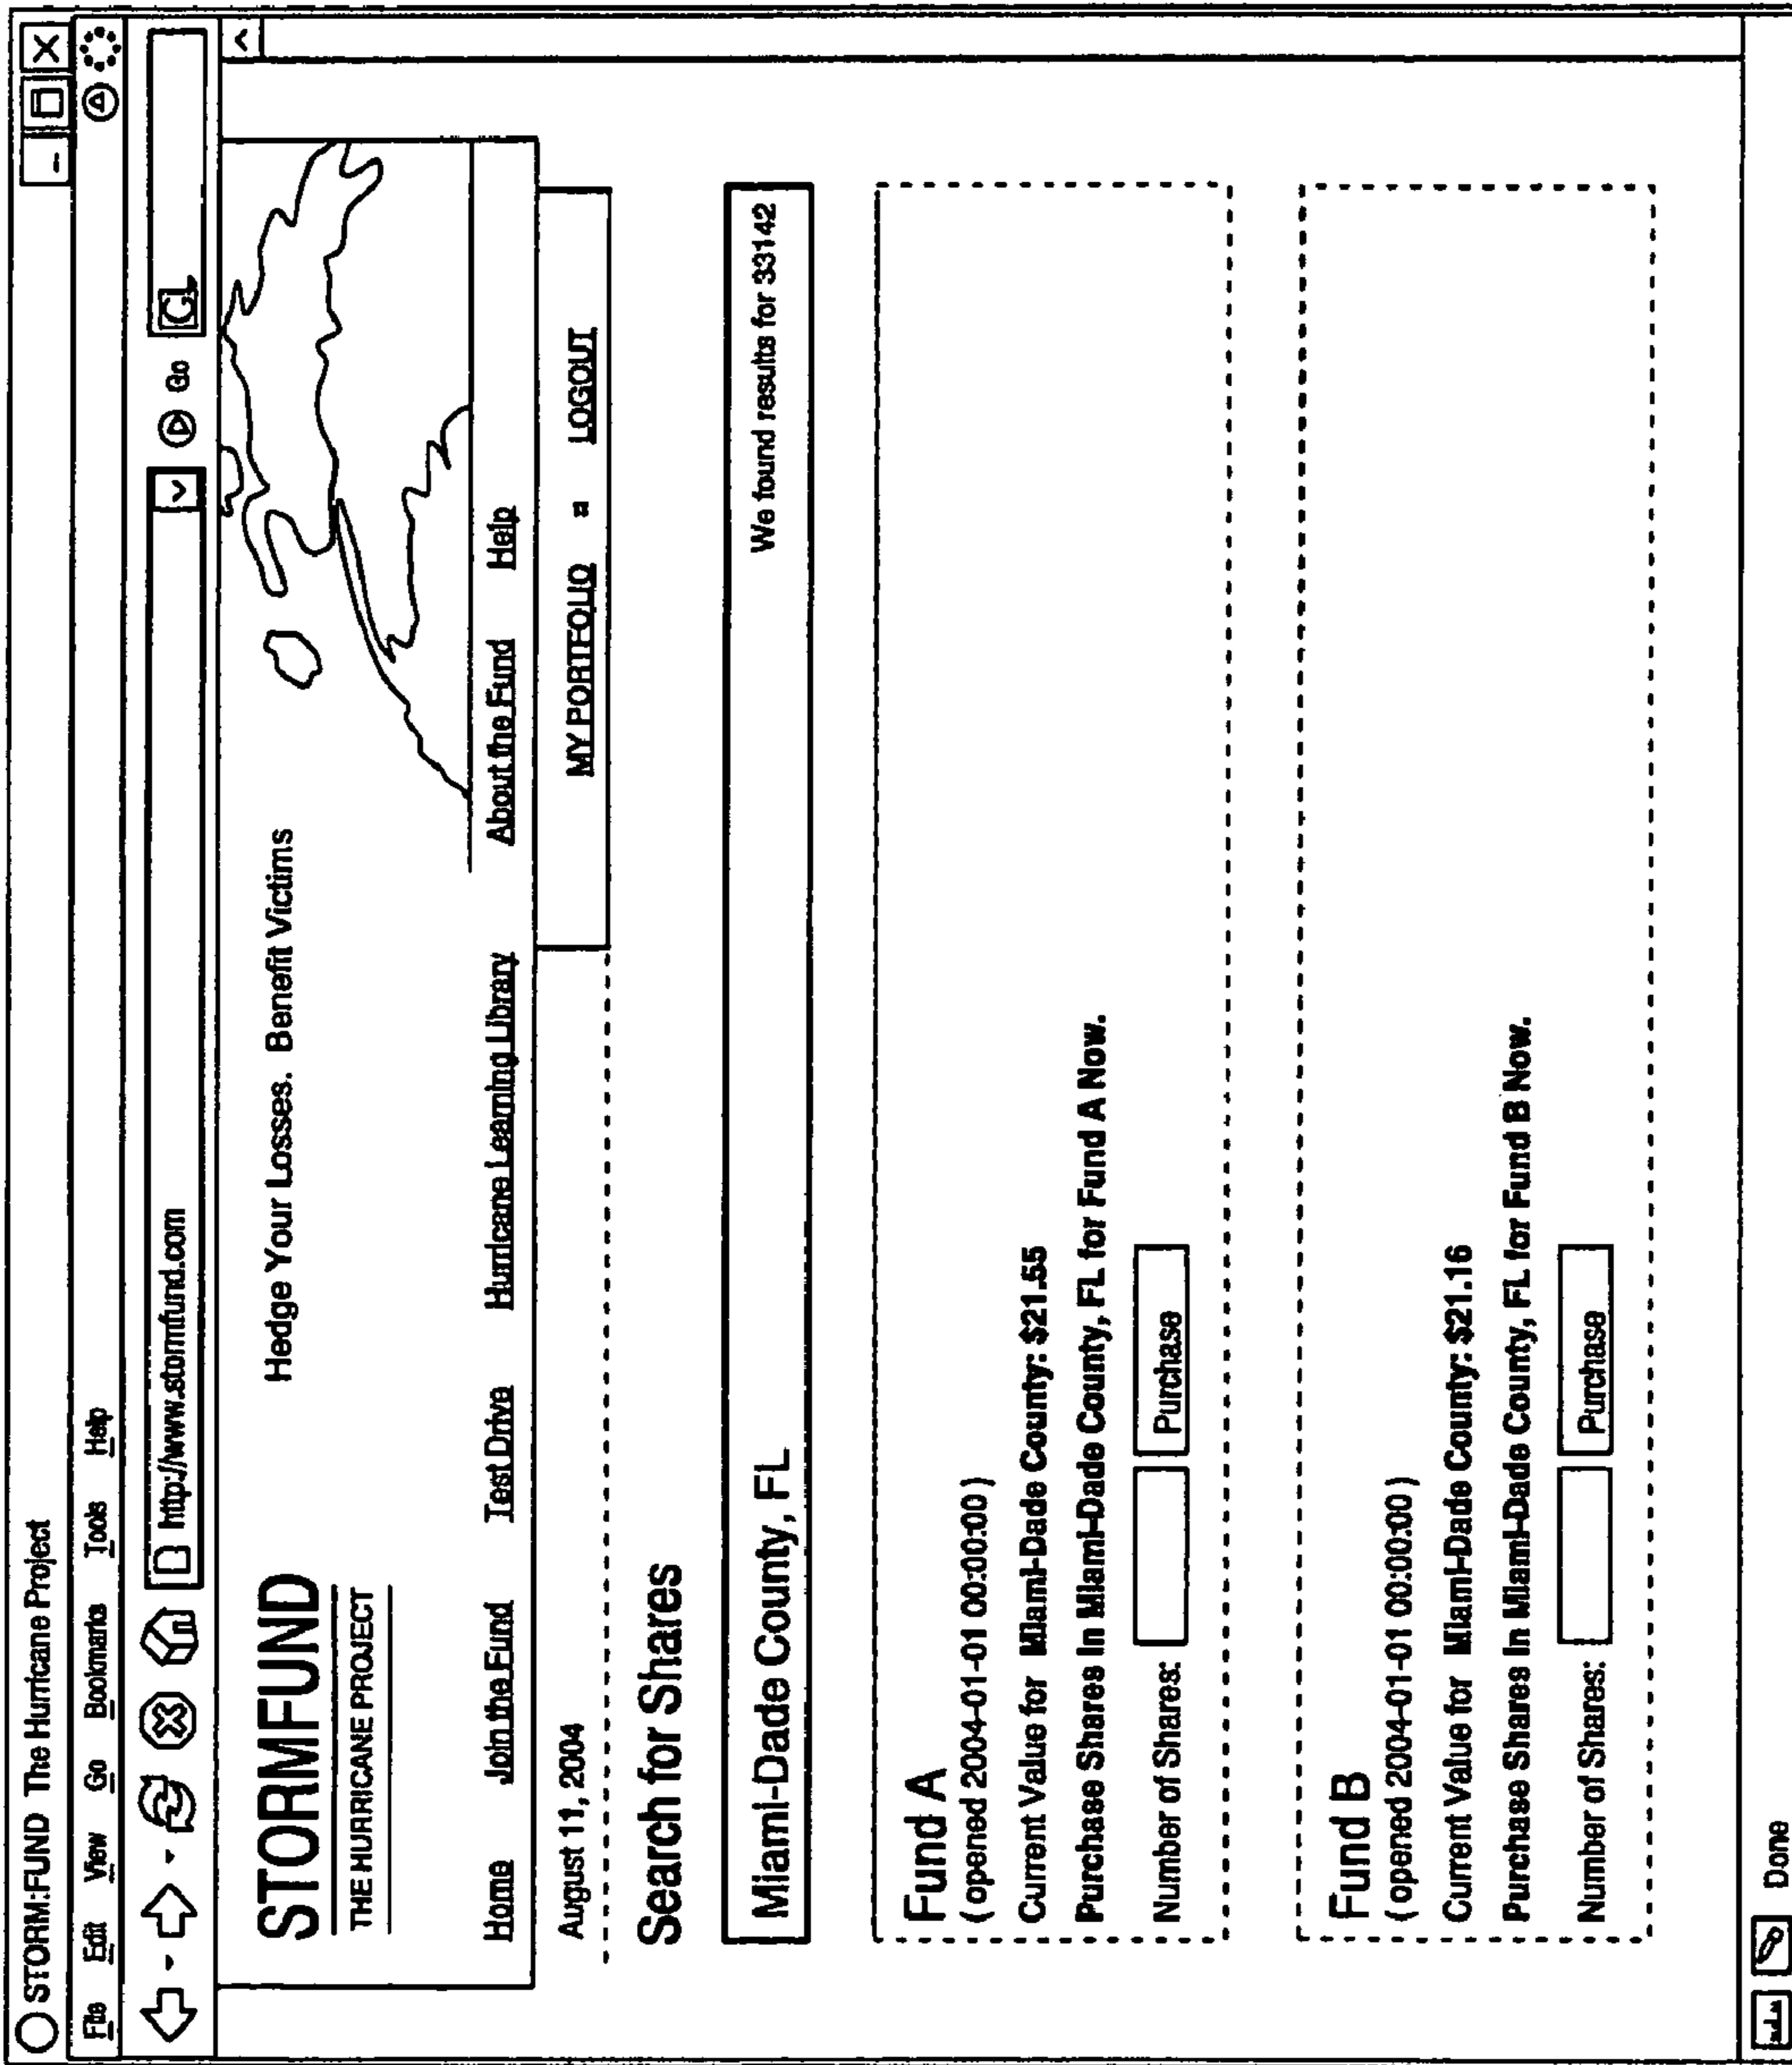 STORM:FUND The Hurricane Project
File Edit View Go Bookmarks Tools Help
http://www.stormfund.com Go
STORMFUND
THE HURRICANE PROJECT
Hedge Your Losses. Benefit Victims
Home Join the Fund Test Drive Hurricane Learning Library About the Fund Help
August 11, 2004
MY PORTFOLIO ¤ LOGOUT
Search for Shares
Miami-Dade County, FL We found results for 33142
Fund A
( opened 2004-01-01 00:00:00 )
Current Value for Miami-Dade County: $21.55
Purchase Shares In Miami-Dade County, FL for Fund A Now.
Number of Shares: Purchase
Fund B
( opened 2004-01-01 00:00:00 )
Current Value for Miami-Dade County: $21.16
Purchase Shares In Miami-Dade County, FL for Fund B Now.
Number of Shares: Purchase
Done